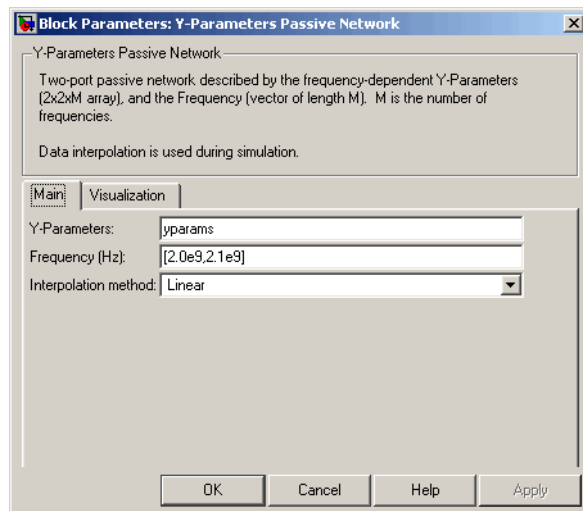 Block Parameters: Y-Parameters Passive Network
Y-Parameters Passive Network
Two-port passive network described by the frequency-dependent Y-Parameters
(2x2xM array), and the Frequency (vector of length M).  M is the number of
frequencies.
Data interpolation is used during simulation.
Main Visualization
Y-Parameters: yparams
Frequency (Hz): [2.0e9,2.1e9]
Interpolation method: Linear
OK Cancel Help Apply